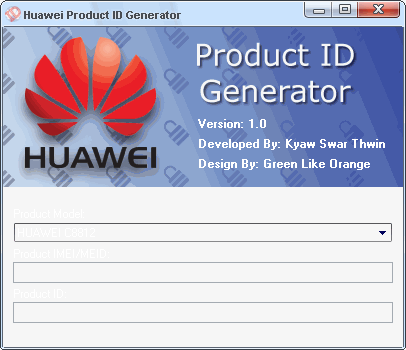 Huawei Product ID Generator
Product ID
Generator
HUAWEI
Version: 1.0
Developed By: Kyaw Swar Thwin
Design By: Green Like Orange
Product Model
HUAWEI C8812
Product IMEI/MEID
Product ID